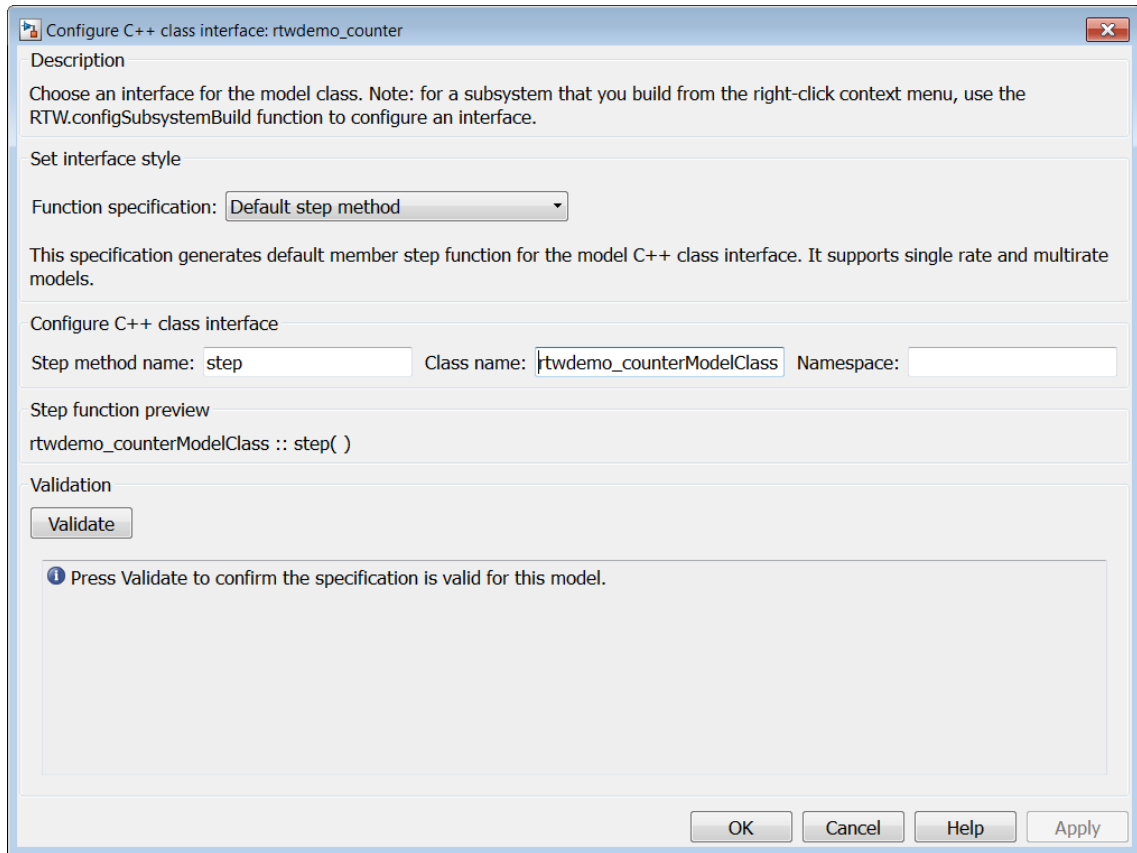 Configure C++ class interface: rtwdemo_counter
Description
Choose an interface for the model class. Note: for a subsystem that you build from the right-click context menu, use the
RTW.configSubsystemBuild function to configure an interface.
Set interface style
Function specification: Default step method
This specification generates default member step function for the model C++ class interface. It supports single rate and multirate
models.
Configure C++ class interface
Step method name: step Class name: rtwdemo_counterModelClass Namespace:
Step function preview
rtwdemo_counterModelClass :: step( )
Validation
Validate
Press Validate to confirm the specification is valid for this model.
OK Cancel Help Apply